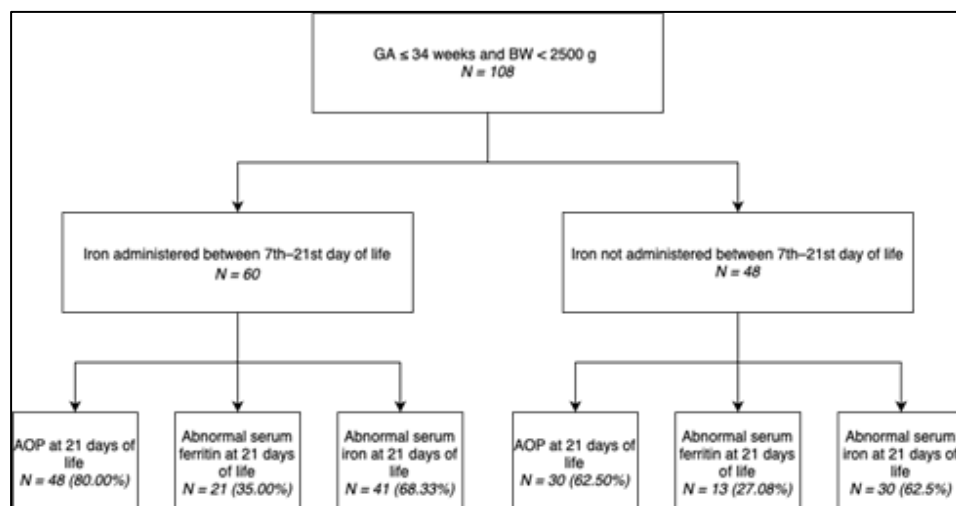 GA ≤ 34 weeks and BW < 2500 g
N = 108
Iron administered between 7th–21st day of life
N = 60
Iron not administered between 7th–21st day of life
N = 48
AOP at 21 days of
life
N = 48 (80.00%)
Abnormal serum
ferritin at 21 days
of life
N = 21 (35.00%)
Abnormal serum
iron at 21 days of
life
N = 41 (68.33%)
AOP at 21 days of
life
N = 30 (62.50%)
Abnormal serum
ferritin at 21 days
of life
N = 13 (27.08%)
Abnormal serum
iron at 21 days of
life
N = 30 (62.5%)